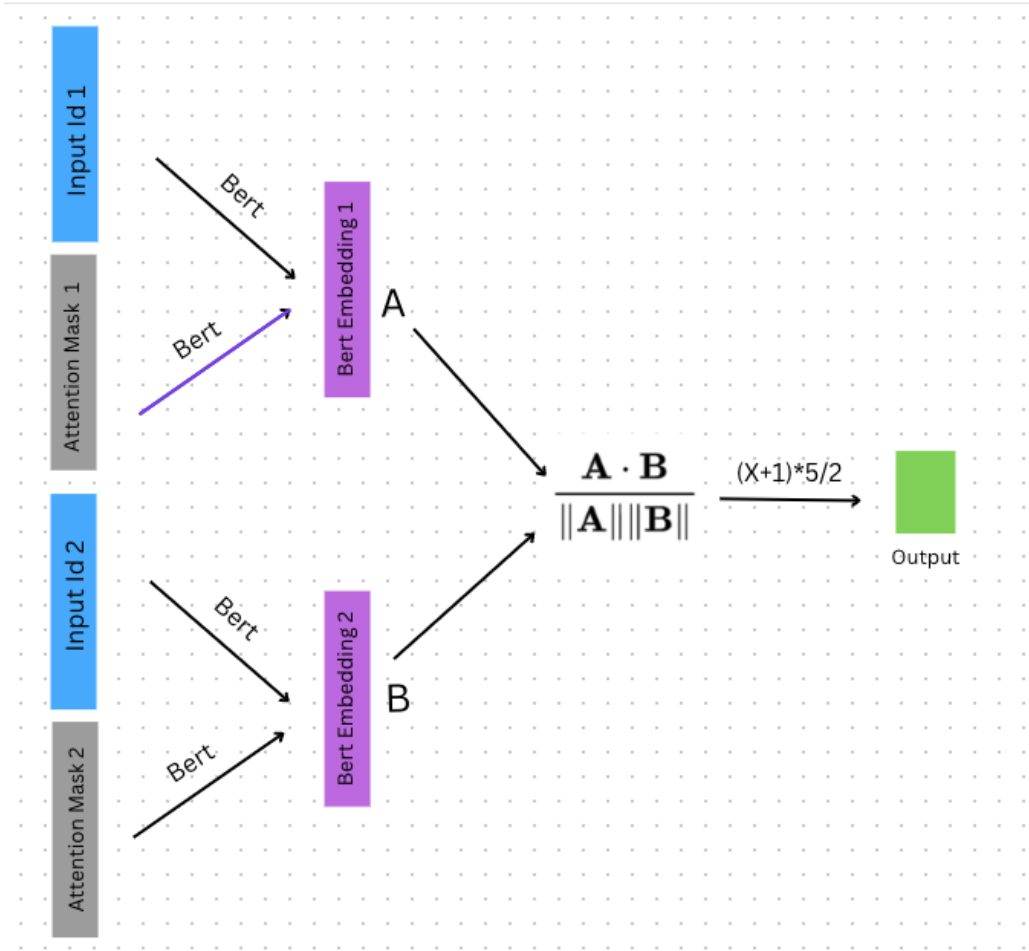 Input Id 1
Bert
Bert Embedding 1
A
Attention Mask 1
Bert
A · B
‖A‖‖B‖
(X+1)*5/2
Output
Input Id 2
Bert
Bert Embedding 2
B
Attention Mask 2
Bert